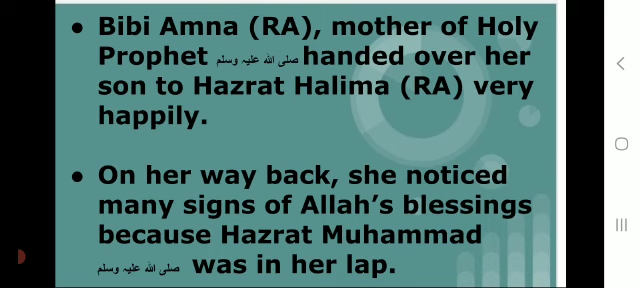 ● Bibi Amna (RA), mother of Holy
Prophet صلی اللہ علیہ وسلم handed over her
son to Hazrat Halima (RA) very
happily.
● On her way back, she noticed
many signs of Allah’s blessings
because Hazrat Muhammad
صلی اللہ علیہ وسلم was in her lap.